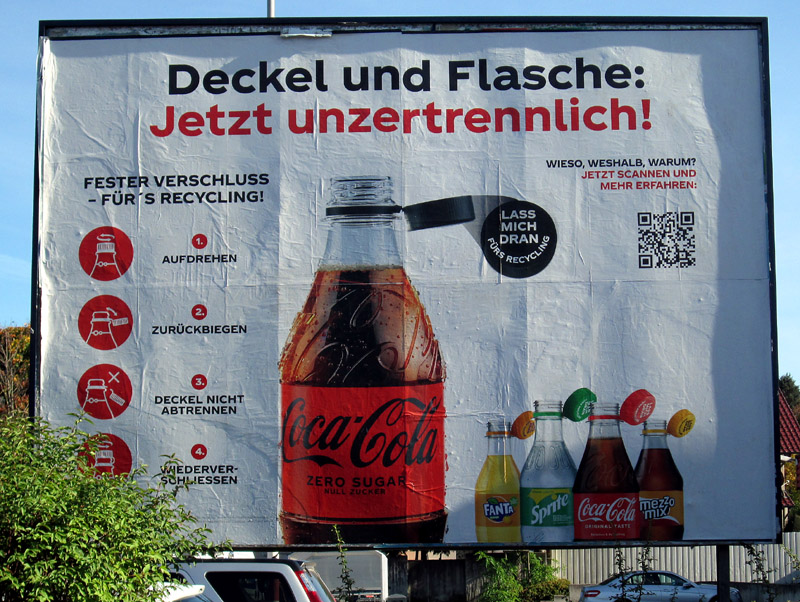 Deckel und Flasche:
Jetzt unzertrennlich!
WIESO, WESHALB, WARUM?
JETZT SCANNEN UND
MEHR ERFAHREN:
FESTER VERSCHLUSS
– FÜR´S RECYCLING!
1.
AUFDREHEN
2.
ZURÜCKBIEGEN
3.
DECKEL NICHT
ABTRENNEN
4.
WIEDERVER-
SCHLIESSEN
LASS
MICH
DRAN
FÜRS RECYCLING
Coca-Cola
ZERO SUGAR
NULL ZUCKER
FANTA
Sprite
Coca-Cola
ORIGINAL TASTE
mezzo
mix